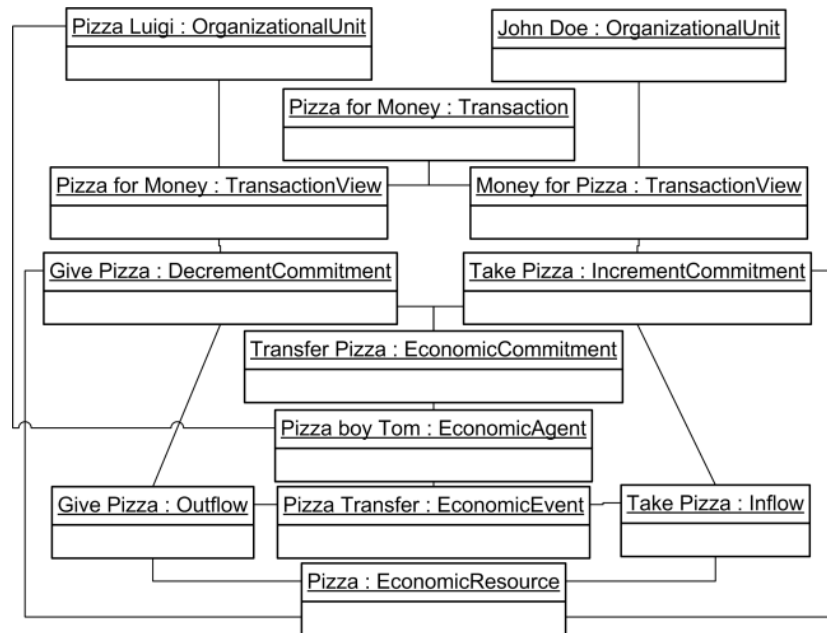 Pizza Luigi : OrganizationalUnit
John Doe : OrganizationalUnit
Pizza for Money : Transaction
Pizza for Money : TransactionView
Money for Pizza : TransactionView
Give Pizza : DecrementCommitment
Take Pizza : IncrementCommitment
Transfer Pizza : EconomicCommitment
Pizza boy Tom : EconomicAgent
Give Pizza : Outflow
Pizza Transfer : EconomicEvent
Take Pizza : Inflow
Pizza : EconomicResource